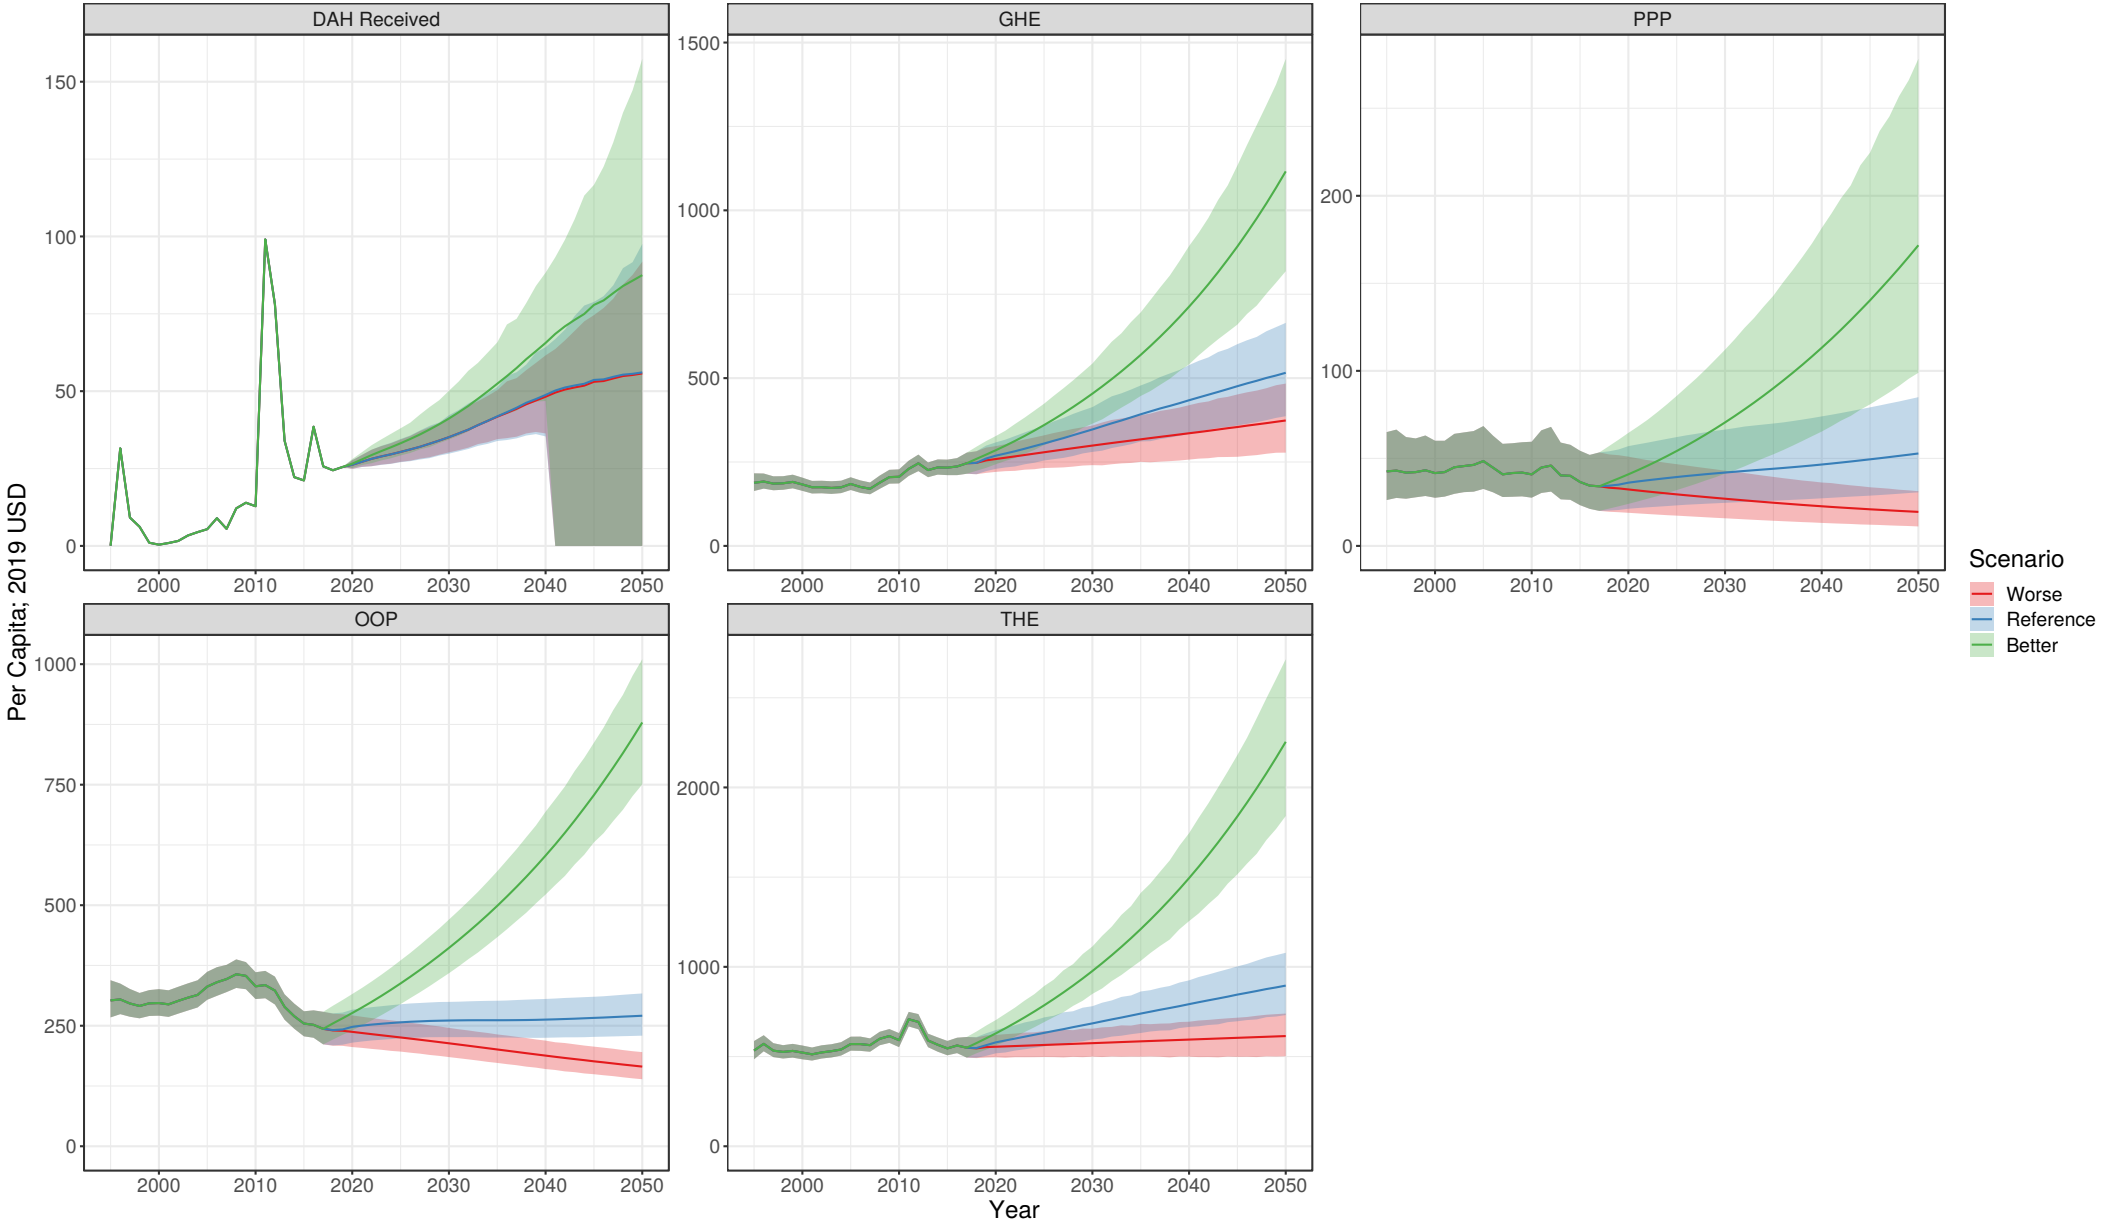 DAH Received
GHE
PPP
150
100
50
0
1500
1000
500
0
200
100
0
2000 2010 2020 2030 2040 2050
2000 2010 2020 2030 2040 2050
2000 2010 2020 2030 2040 2050
Per Capita; 2019 USD
OOP
THE
1000
750
500
250
0
2000
1000
0
2000 2010 2020 2030 2040 2050
2000 2010 2020 2030 2040 2050
Year
Scenario
Worse
Reference
Better